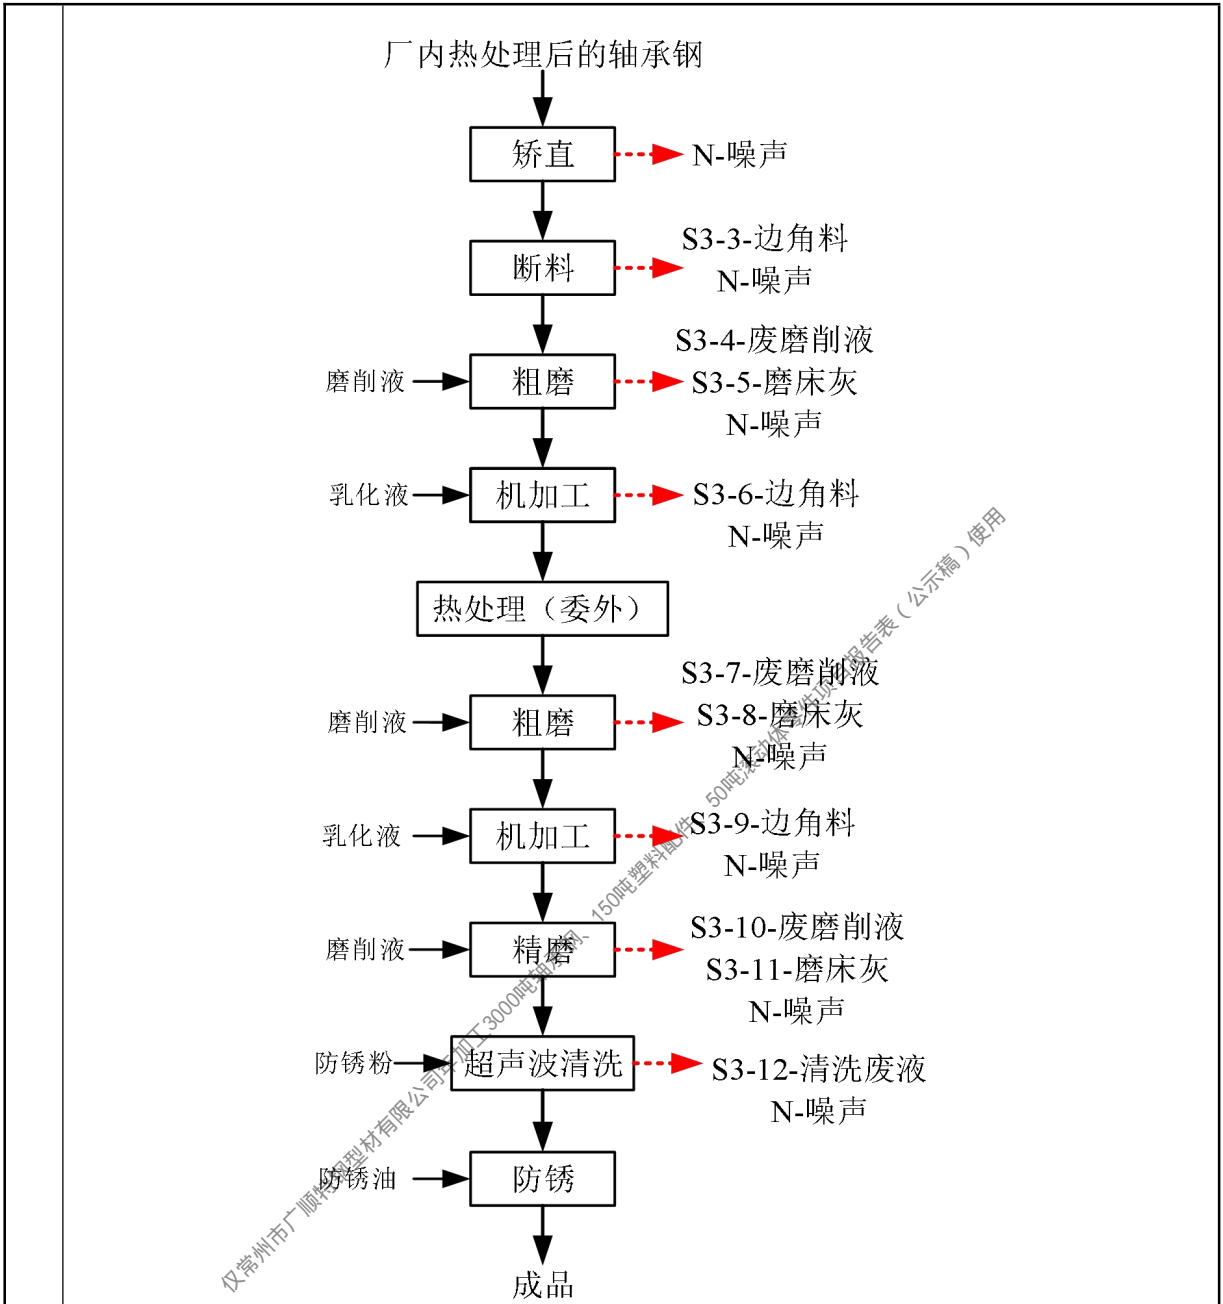 厂内热处理后的轴承钢
矫直
N-噪声
S3-3-边角料
断料
N-噪声
S3-4-废磨削液
磨削液
粗磨
S3-5-磨床灰
N-噪声
乳化液
机加工
S3-6-边角料
N-噪声
热处理（委外）
S3-7-废磨削液
磨削液
粗磨
S3-8-磨床灰
N-噪声
乳化液
机加工
S3-9-边角料
N-噪声
S3-10-废磨削液
磨削液
精磨
S3-11-磨床灰
N-噪声
防锈粉
超声波清洗
S3-12-清洗废液
N-噪声
防锈油
防锈
成品
仅常州市广顺特钢型材有限公司年加工3000吨轴承钢、150吨塑料配件、50吨滚动体零件项目报告表（公示稿）使用